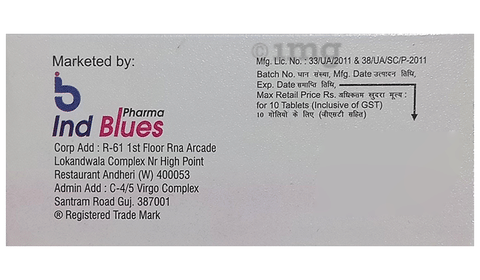 Marketed by:
Pharma
Ind Blues
Corp Add : R-61 1st Floor Rna Arcade
Lokandwala Complex Nr High Point
Restaurant Andheri (W) 400053
Admin Add : C-4/5 Virgo Complex
Santram Road Guj. 387001
® Registered Trade Mark
© 1mg
Mfg. Lic. No. : 33/UA/2011 & 38/UA/SC/P-2011
Batch No. धान संख्या, Mfg. Date उत्पादन तिथि,
Exp. Date समाप्ति तिथि,
Max Retail Price Rs. अधिकतम खुदरा मूल्य :
for 10 Tablets (Inclusive of GST)
10 गोलियों के लिए (जीएसटी सहित)